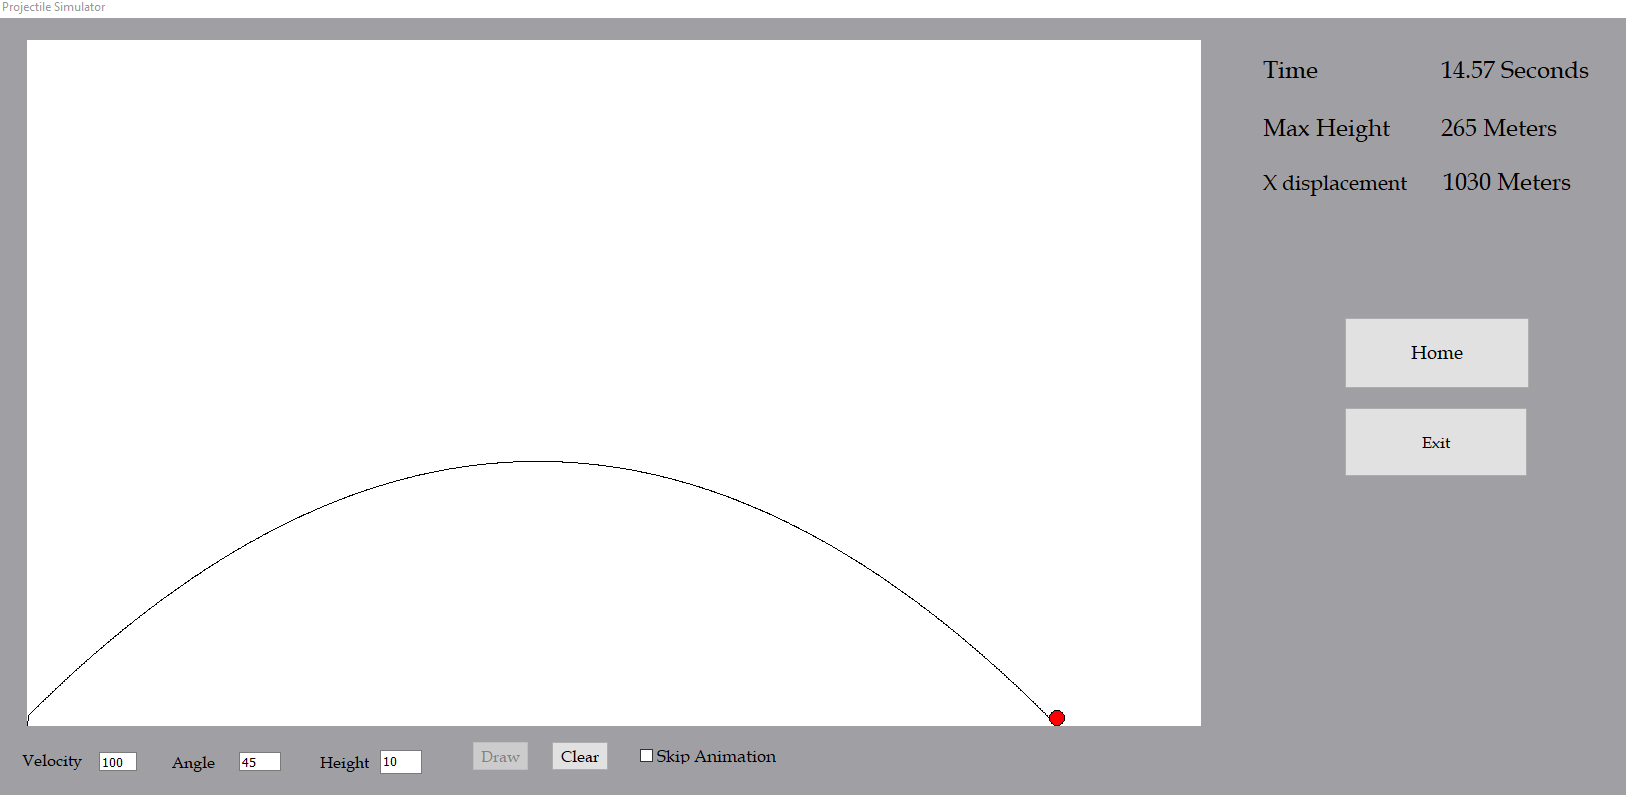 Projectile Simulator
Time 14.57 Seconds
Max Height 265 Meters
X displacement 1030 Meters
Home
Exit
Velocity 100 Angle 45 Height 10 Draw Clear Skip Animation